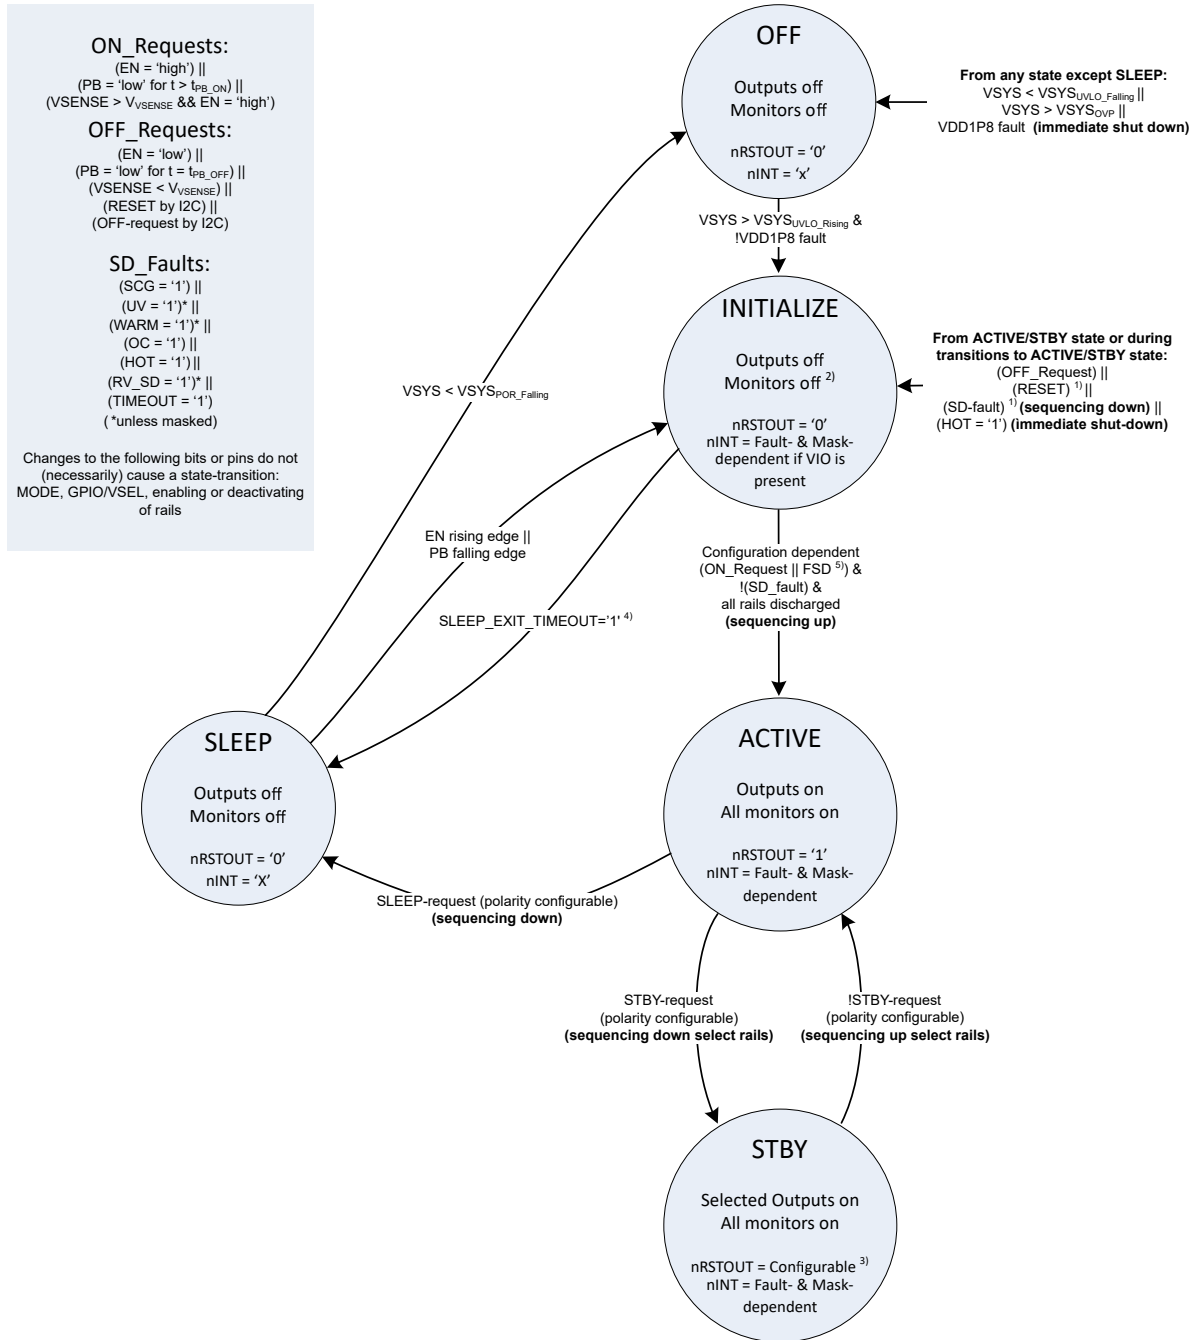 ON_Requests:
(EN = ‘high’) ||
(PB = ‘low’ for t > tPB_ON) ||
(VSENSE > VVSENSE && EN = ‘high’)
OFF_Requests:
(EN = ‘low’) ||
(PB = ‘low’ for t = tPB_OFF) ||
(VSENSE < VVSENSE) ||
(RESET by I2C) ||
(OFF-request by I2C)
SD_Faults:
(SCG = ‘1’) ||
(UV = ‘1’)* ||
(WARM = ‘1’)* ||
(OC = ‘1’) ||
(HOT = ‘1’) ||
(RV_SD = ‘1’)* ||
(TIMEOUT = ‘1’)
( *unless masked)
Changes to the following bits or pins do not
(necessarily) cause a state-transition:
MODE, GPIO/VSEL, enabling or deactivating
of rails
OFF
Outputs off
Monitors off
nRSTOUT = ‘0’
nINT = ‘x’
From any state except SLEEP:
VSYS < VSYSUVLO_Falling ||
VSYS > VSYSOVP ||
VDD1P8 fault (immediate shut down)
VSYS > VSYSUVLO_Rising &
!VDD1P8 fault
INITIALIZE
Outputs off
Monitors off 2)
nRSTOUT = ‘0’
nINT = Fault- & Mask-
dependent if VIO is
present
From ACTIVE/STBY state or during
transitions to ACTIVE/STBY state:
(OFF_Request) ||
(RESET) 1) ||
(SD-fault) 1) (sequencing down) ||
(HOT = ‘1’) (immediate shut-down)
VSYS < VSYSPOR_Falling
EN rising edge ||
PB falling edge
SLEEP_EXIT_TIMEOUT=‘1’ 4)
Configuration dependent
(ON_Request || FSD 5)) &
!(SD_fault) &
all rails discharged
(sequencing up)
SLEEP
Outputs off
Monitors off
nRSTOUT = ‘0’
nINT = ‘X’
ACTIVE
Outputs on
All monitors on
nRSTOUT = ‘1’
nINT = Fault- & Mask-
dependent
SLEEP-request (polarity configurable)
(sequencing down)
STBY-request
(polarity configurable)
(sequencing down select rails)
!STBY-request
(polarity configurable)
(sequencing up select rails)
STBY
Selected Outputs on
All monitors on
nRSTOUT = Configurable 3)
nINT = Fault- & Mask-
dependent